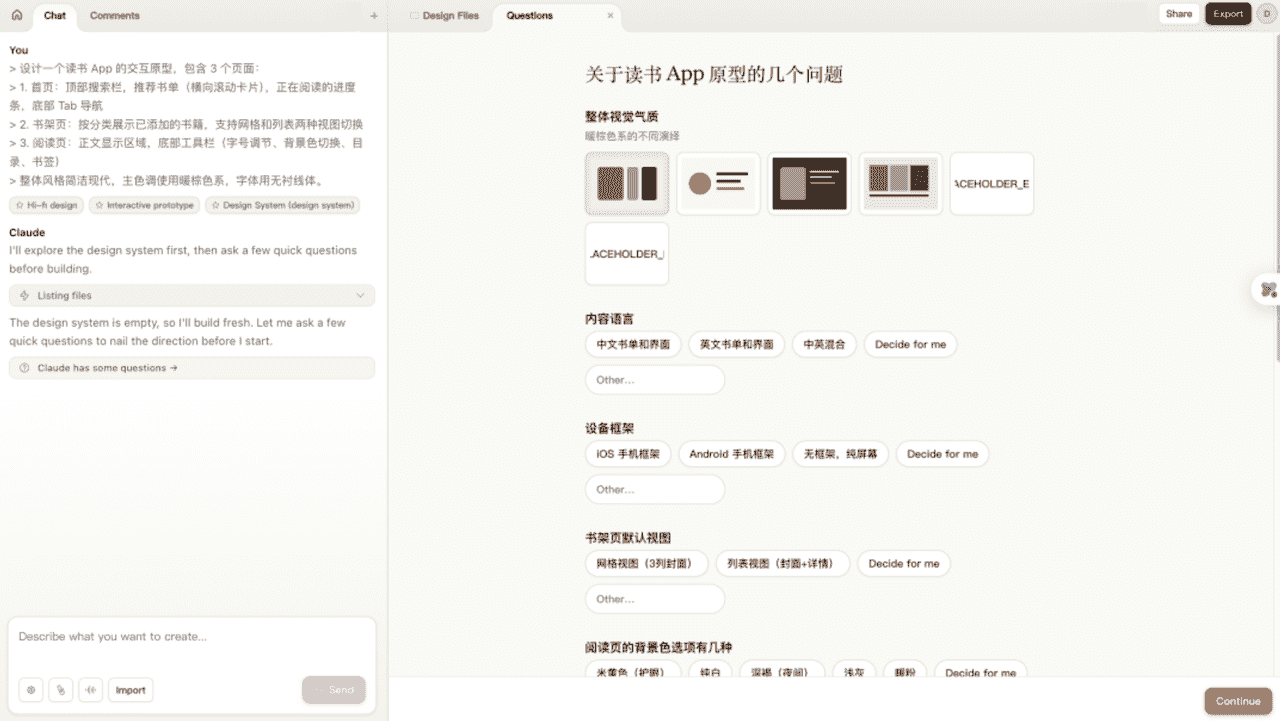 Chat
Comments
+
Design Files
Questions
×
Share
Export
D
You
> 设计一个读书 App 的交互原型，包含 3 个页面：
> 1. 首页：顶部搜索栏，推荐书单（横向滚动卡片），正在阅读的进度
条，底部 Tab 导航
> 2. 书架页：按分类展示已添加的书籍，支持网格和列表两种视图切换
> 3. 阅读页：正文显示区域，底部工具栏（字号调节、背景色切换、目
录、书签）
> 整体风格简洁现代，主色调使用暖棕色系，字体用无衬线体。
Hi-fi design
Interactive prototype
Design System (design system)
Claude
I'll explore the design system first, then ask a few quick questions
before building.
Listing files
The design system is empty, so I'll build fresh. Let me ask a few
quick questions to nail the direction before I start.
Claude has some questions →
Describe what you want to create...
Import
Send
关于读书 App 原型的几个问题
整体视觉气质
暖棕色系的不同演绎
ACEHOLDER_E
ACEHOLDER_
内容语言
中文书单和界面
英文书单和界面
中英混合
Decide for me
Other...
设备框架
iOS 手机框架
Android 手机框架
无框架，纯屏幕
Decide for me
Other...
书架页默认视图
网格视图（3列封面）
列表视图（封面+详情）
Decide for me
Other...
阅读页的背景色选项有几种
米黄色（护眼）
纯白
深褐（夜间）
浅灰
暖粉
Decide for me
Continue